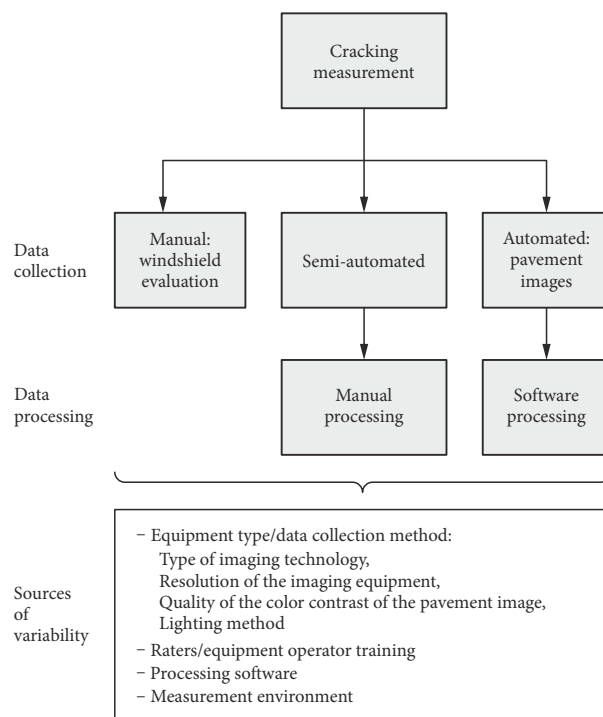 Cracking
measurement
Data
collection
Manual:
windshield
evaluation
Semi-automated
Automated:
pavement
images
Data
processing
Manual
processing
Software
processing
Sources
of
variability
– Equipment type/data collection method:
Type of imaging technology,
Resolution of the imaging equipment,
Quality of the color contrast of the pavement image,
Lighting method
– Raters/equipment operator training
– Processing software
– Measurement environment